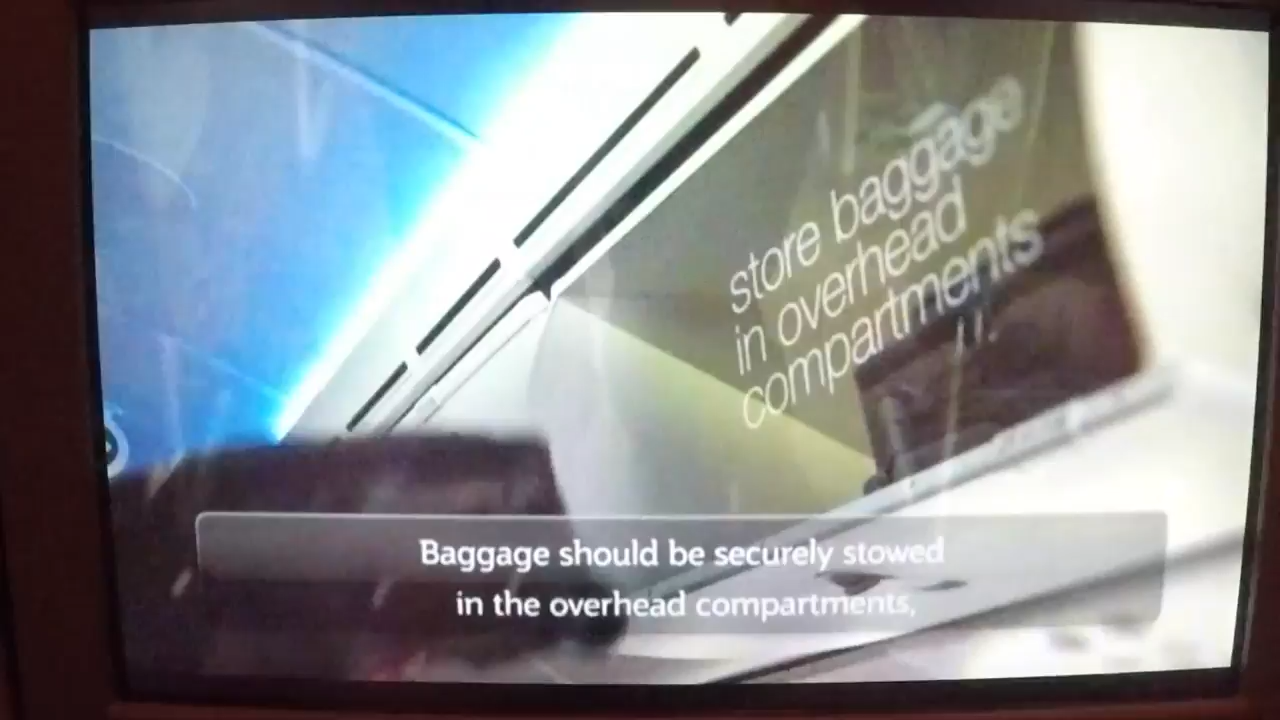 store baggage
in overhead
compartments
Baggage should be securely stowed
in the overhead compartments,